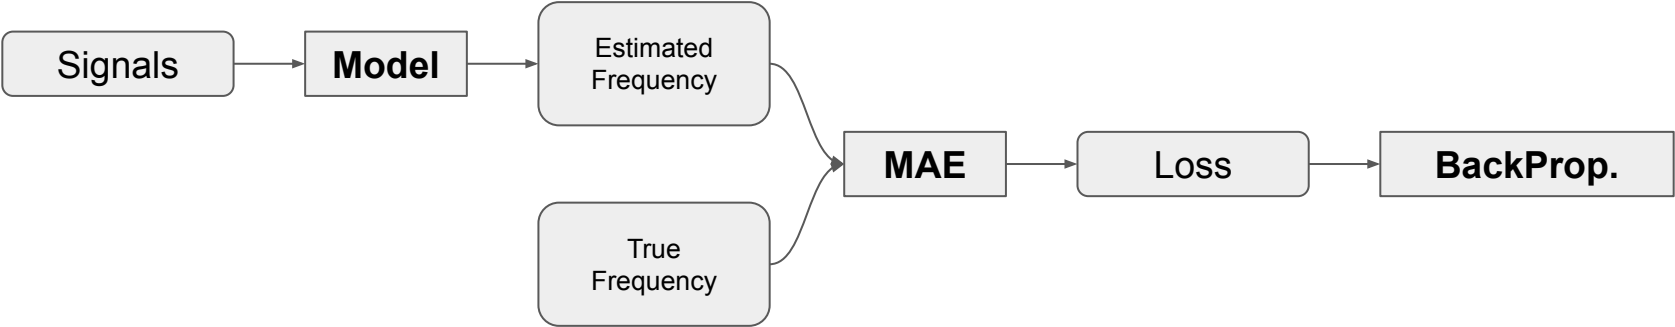 Signals
Model
Estimated
Frequency
True
Frequency
MAE
Loss
BackProp.